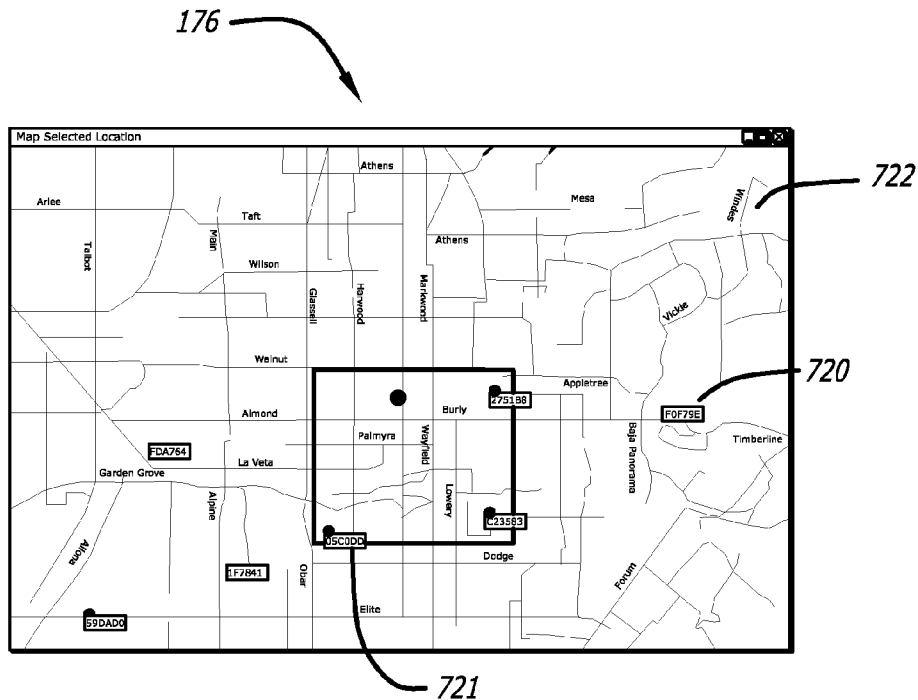 176
Map Selected Location
Athens
Arlee
Mesa
Windes
722
Taft
Main
Athens
Talbot
Wilson
Glassell
Harwood
Markwood
Vickie
Walnut
Appletree
720
2751B8
F0F79E
Almond
Burly
Palmyra
Wayfield
Baja Panorama
Timberline
FDA764
La Veta
Garden Grove
Alpine
Lowery
C23583
05C0DD
Allona
Obar
Dodge
1F7841
Forum
Elite
59DAD0
721